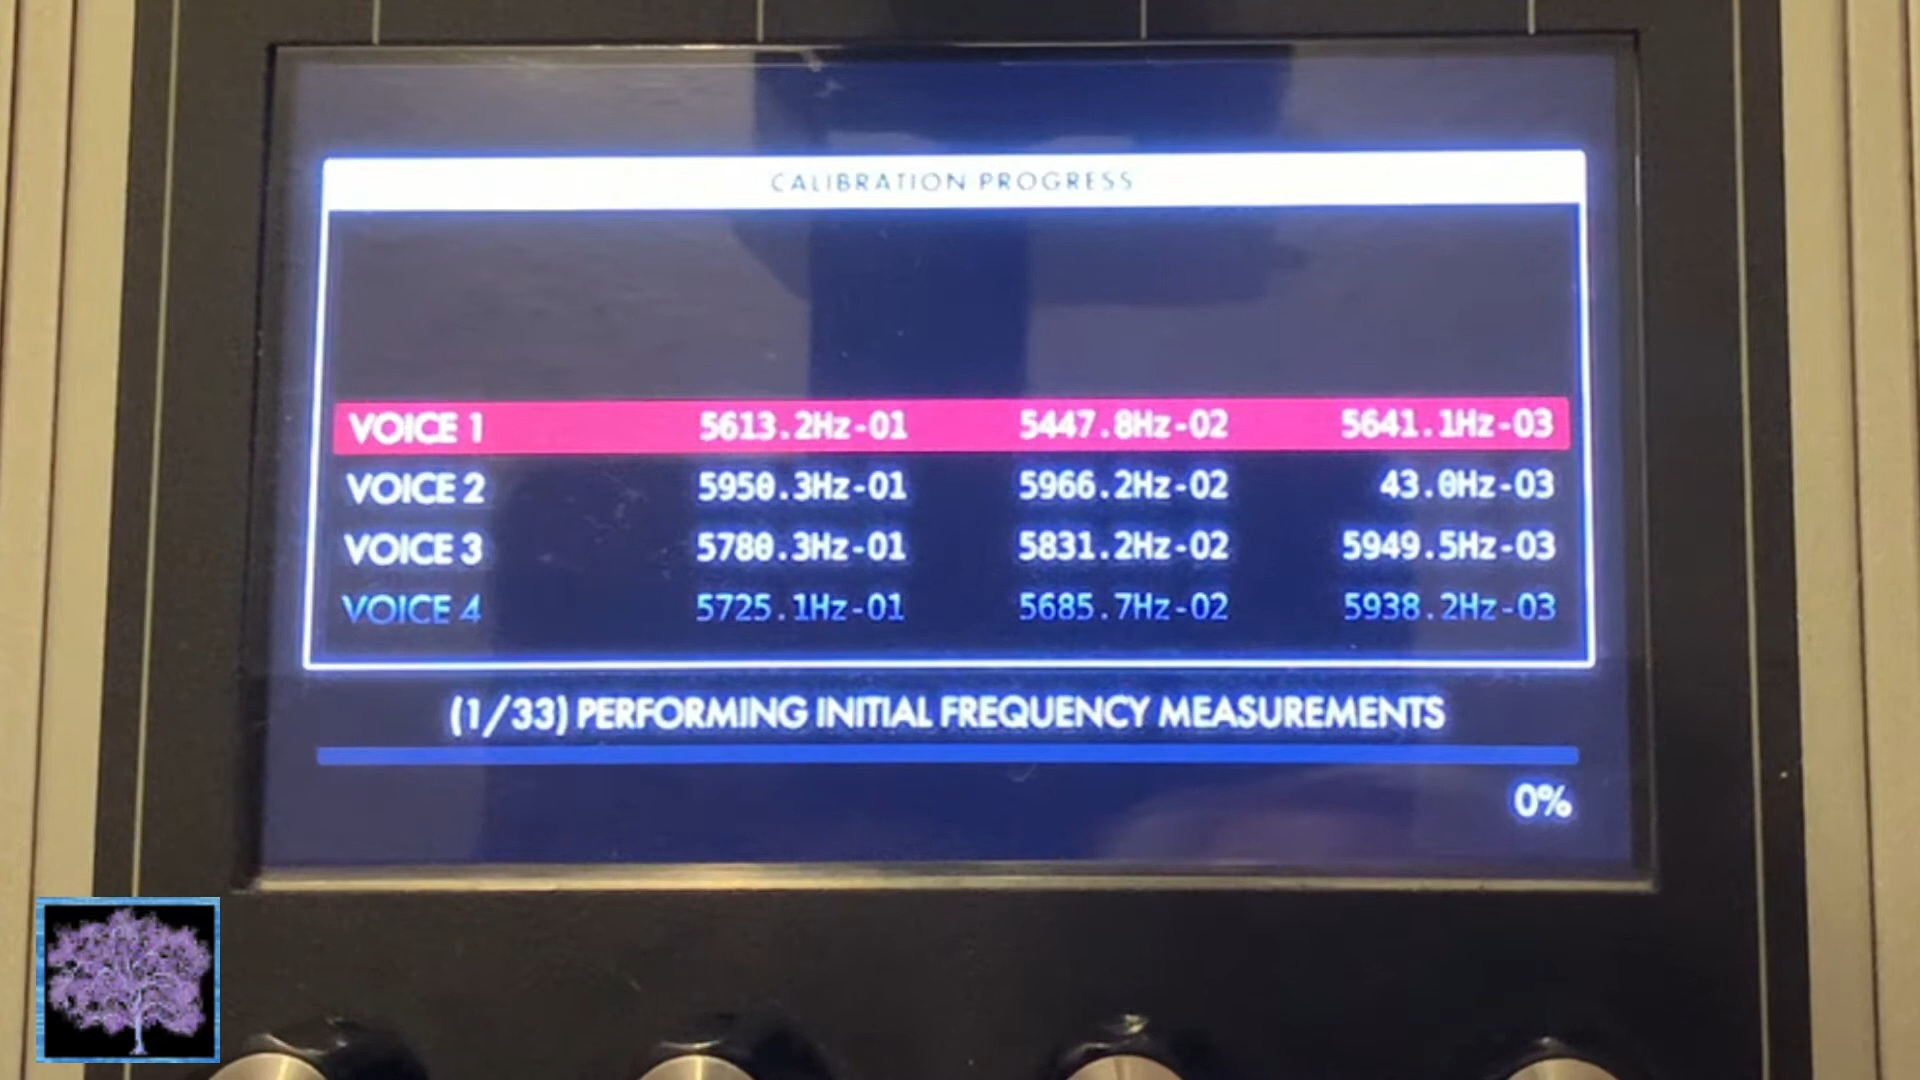 CALIBRATION PROGRESS
VOICE 1 5613.2Hz-01 5447.8Hz-02 5641.1Hz-03
VOICE 2 5950.3Hz-01 5966.2Hz-02 43.0Hz-03
VOICE 3 5780.3Hz-01 5831.2Hz-02 5949.5Hz-03
VOICE 4 5725.1Hz-01 5685.7Hz-02 5938.2Hz-03
(1/33) PERFORMING INITIAL FREQUENCY MEASUREMENTS
0%